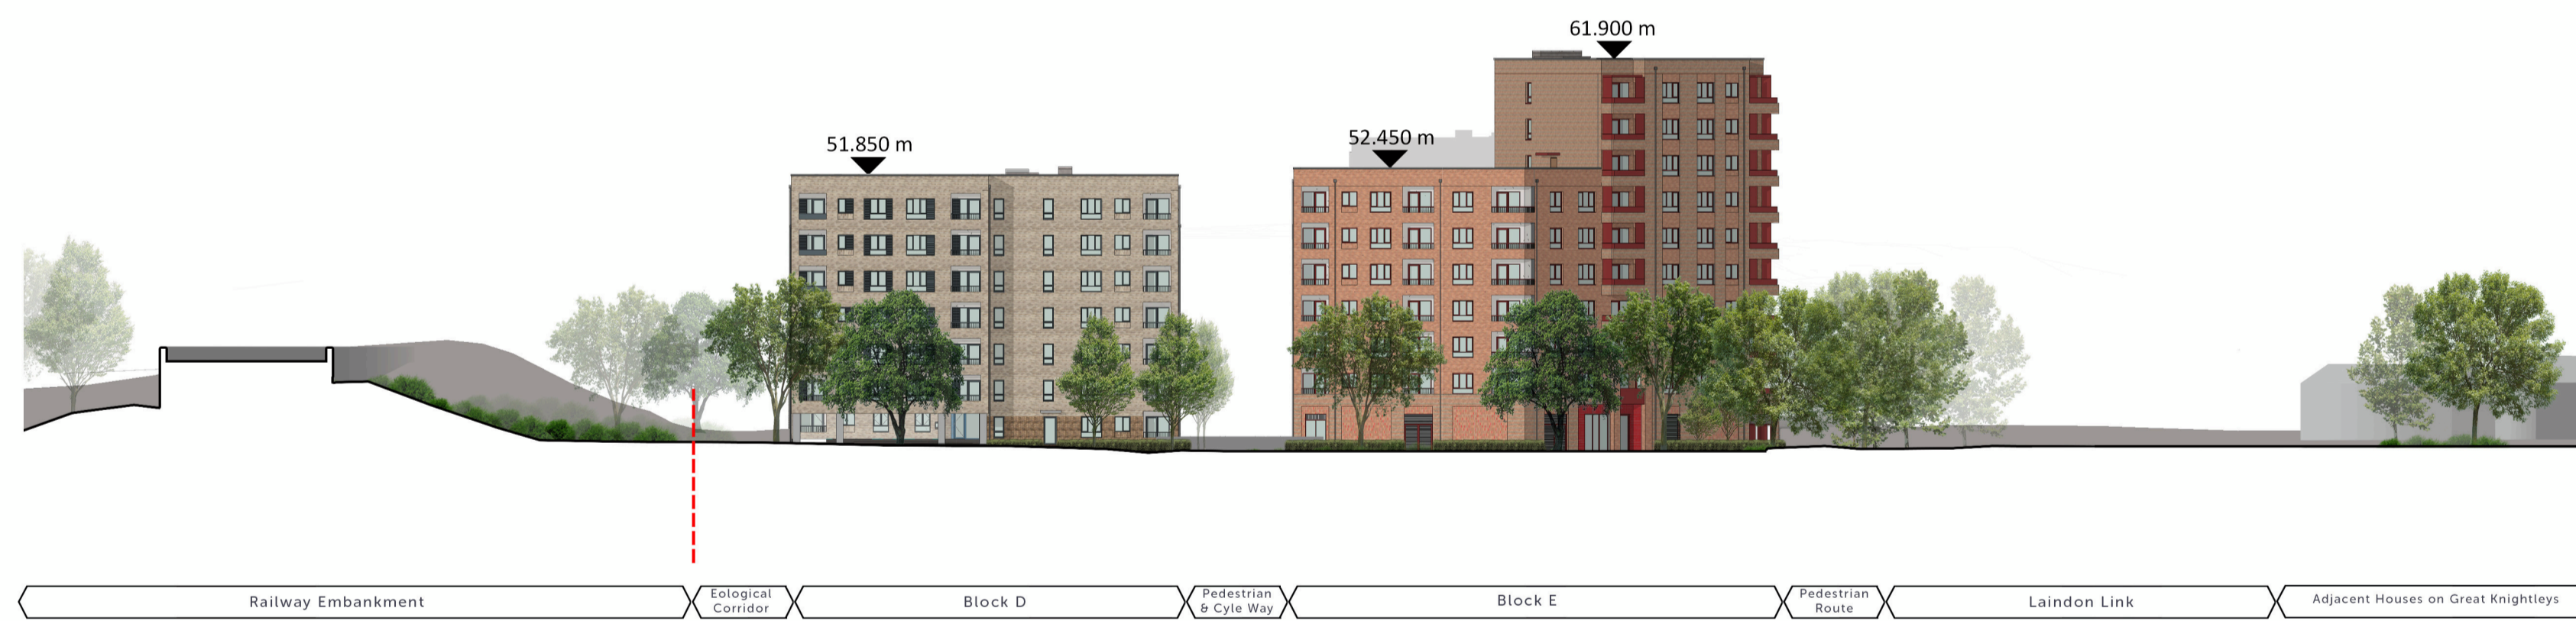 61.900 m
51.850 m
52.450 m
Railway Embankment
Eological
Corridor
Block D
Pedestrian
& Cyle Way
Block E
Pedestrian
Route
Laindon Link
Adjacent Houses on Great Knightleys